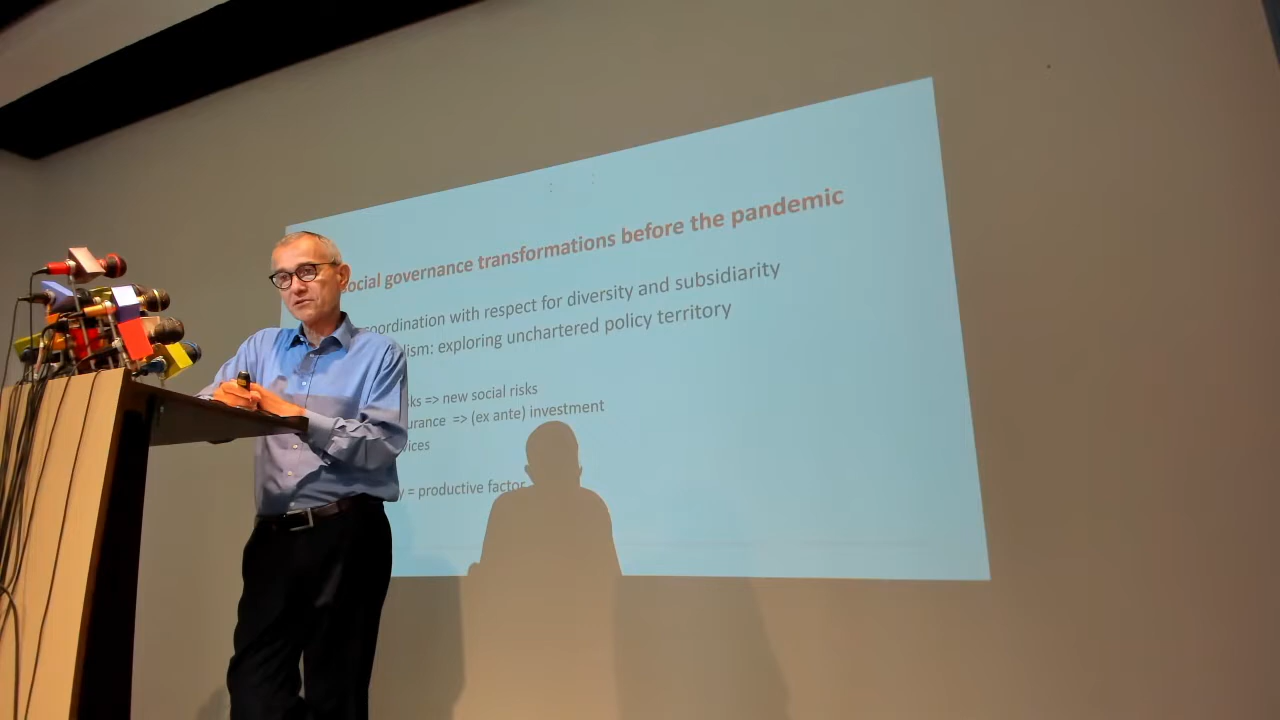 ocial governance transformations before the pandemic
oordination with respect for diversity and subsidiarity
lism: exploring unchartered policy territory
sks => new social risks
urance => (ex ante) investment
vices
y = productive factor